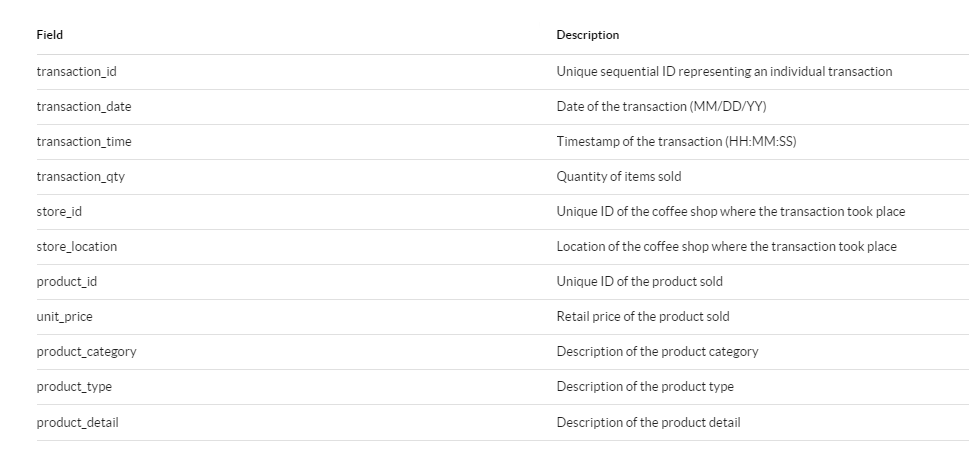 Field Description
transaction_id Unique sequential ID representing an individual transaction
transaction_date Date of the transaction (MM/DD/YY)
transaction_time Timestamp of the transaction (HH:MM:SS)
transaction_qty Quantity of items sold
store_id Unique ID of the coffee shop where the transaction took place
store_location Location of the coffee shop where the transaction took place
product_id Unique ID of the product sold
unit_price Retail price of the product sold
product_category Description of the product category
product_type Description of the product type
product_detail Description of the product detail